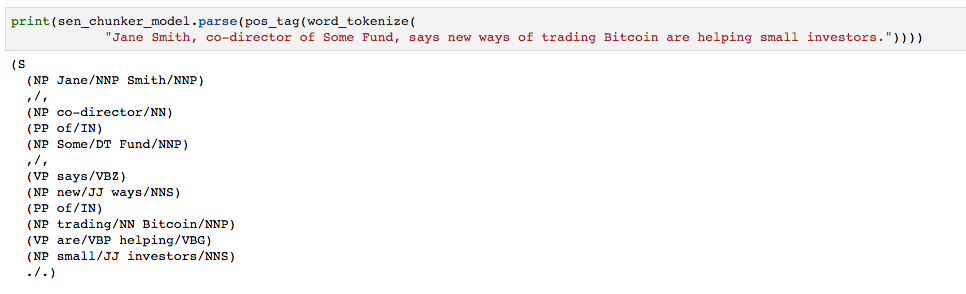 print(sen_chunker_model.parse(pos_tag(word_tokenize(
"Jane Smith, co-director of Some Fund, says new ways of trading Bitcoin are helping small investors."))))
(S
(NP Jane/NNP Smith/NNP)
,/,
(NP co-director/NN)
(PP of/IN)
(NP Some/DT Fund/NNP)
,/,
(VP says/VBZ)
(NP new/JJ ways/NNS)
(PP of/IN)
(NP trading/NN Bitcoin/NNP)
(VP are/VBP helping/VBG)
(NP small/JJ investors/NNS)
./.)